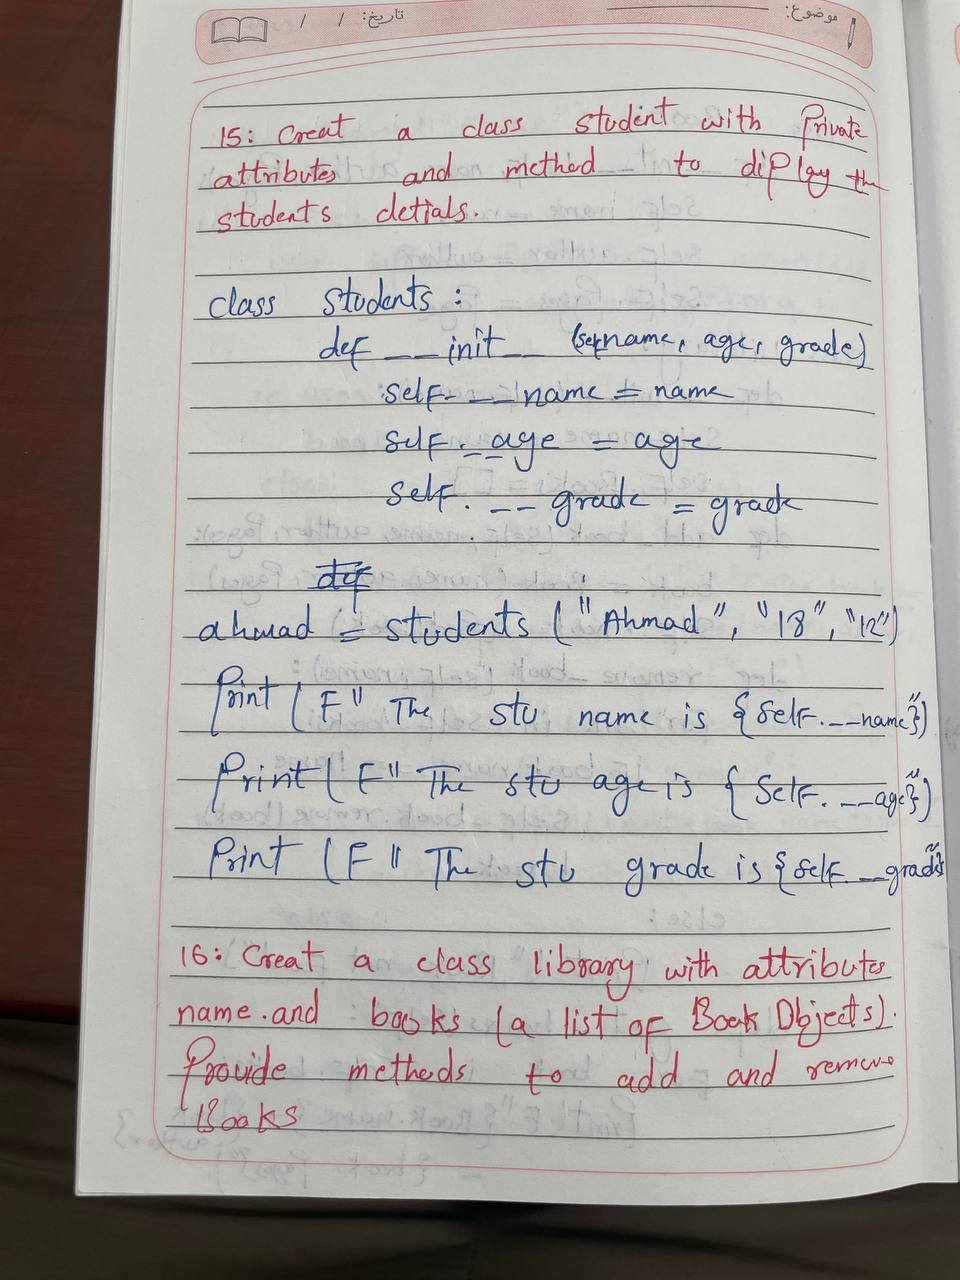 موضوع:
تاریخ: / /
15: Creat a class student with Private
attributes and method to diplay the
students detials.
class students:
def __init__ (self name, age, grade)
self.__name = name
self.__age = age
self.__grade = grade
def
ahmad = students ("Ahmad", "18", "12")
Print (F" The stu name is {self.__name}")
Print (F" The stu age is {self.__age}")
Print (F" The stu grade is {self.__grade}"
16: Creat a class library with attributes
name and books (a list of Book Objects).
Provide methods to add and remove
Books